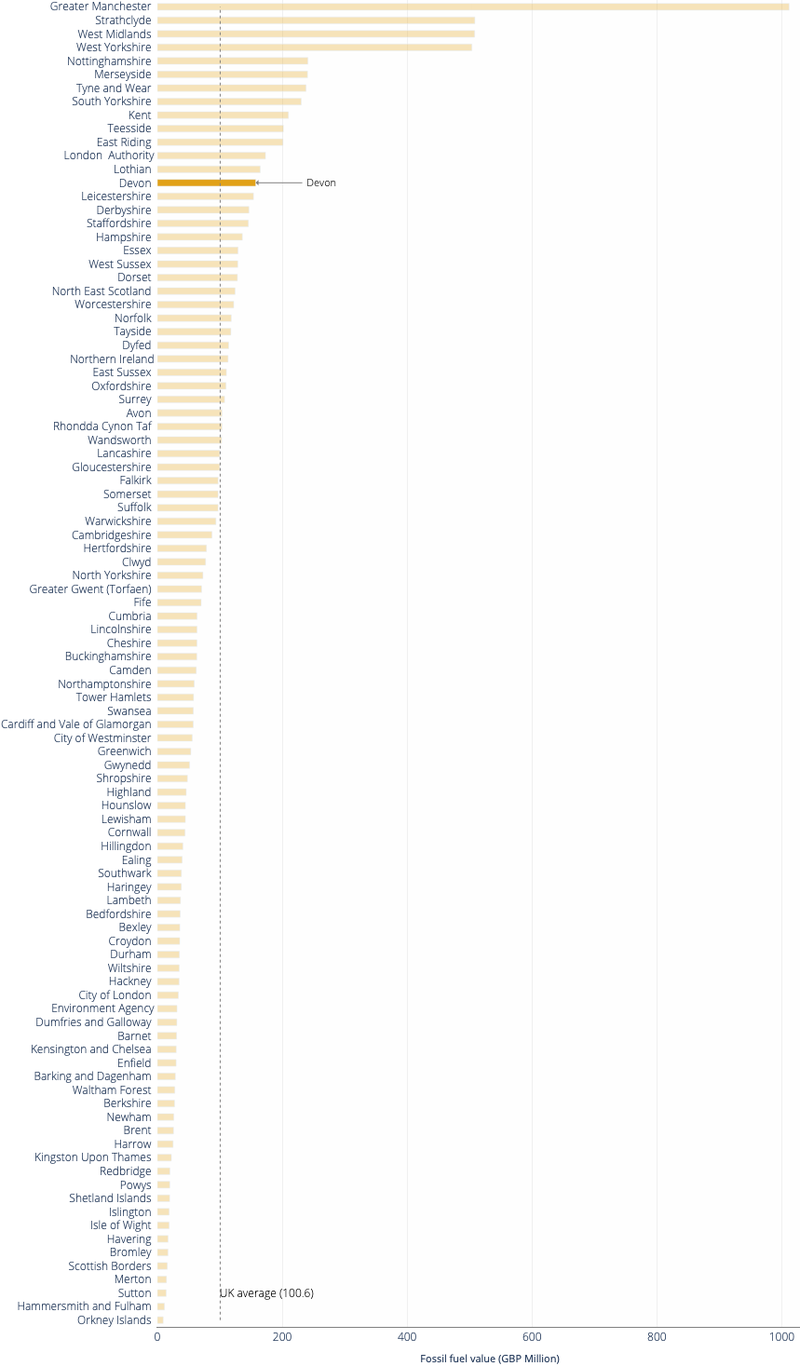 Greater Manchester
Strathclyde
West Midlands
West Yorkshire
Nottinghamshire
Merseyside
Tyne and Wear
South Yorkshire
Kent
Teesside
East Riding
London Authority
Lothian
Devon
Devon
Leicestershire
Derbyshire
Staffordshire
Hampshire
Essex
West Sussex
Dorset
North East Scotland
Worcestershire
Norfolk
Tayside
Dyfed
Northern Ireland
East Sussex
Oxfordshire
Surrey
Avon
Rhondda Cynon Taf
Wandsworth
Lancashire
Gloucestershire
Falkirk
Somerset
Suffolk
Warwickshire
Cambridgeshire
Hertfordshire
Clwyd
North Yorkshire
Greater Gwent (Torfaen)
Fife
Cumbria
Lincolnshire
Cheshire
Buckinghamshire
Camden
Northamptonshire
Tower Hamlets
Swansea
Cardiff and Vale of Glamorgan
City of Westminster
Greenwich
Gwynedd
Shropshire
Highland
Hounslow
Lewisham
Cornwall
Hillingdon
Ealing
Southwark
Haringey
Lambeth
Bedfordshire
Bexley
Croydon
Durham
Wiltshire
Hackney
City of London
Environment Agency
Dumfries and Galloway
Barnet
Kensington and Chelsea
Enfield
Barking and Dagenham
Waltham Forest
Berkshire
Newham
Brent
Harrow
Kingston Upon Thames
Redbridge
Powys
Shetland Islands
Islington
Isle of Wight
Havering
Bromley
Scottish Borders
Merton
Sutton
UK average (100.6)
Hammersmith and Fulham
Orkney Islands
0 200 400 600 800 1000
Fossil fuel value (GBP Million)